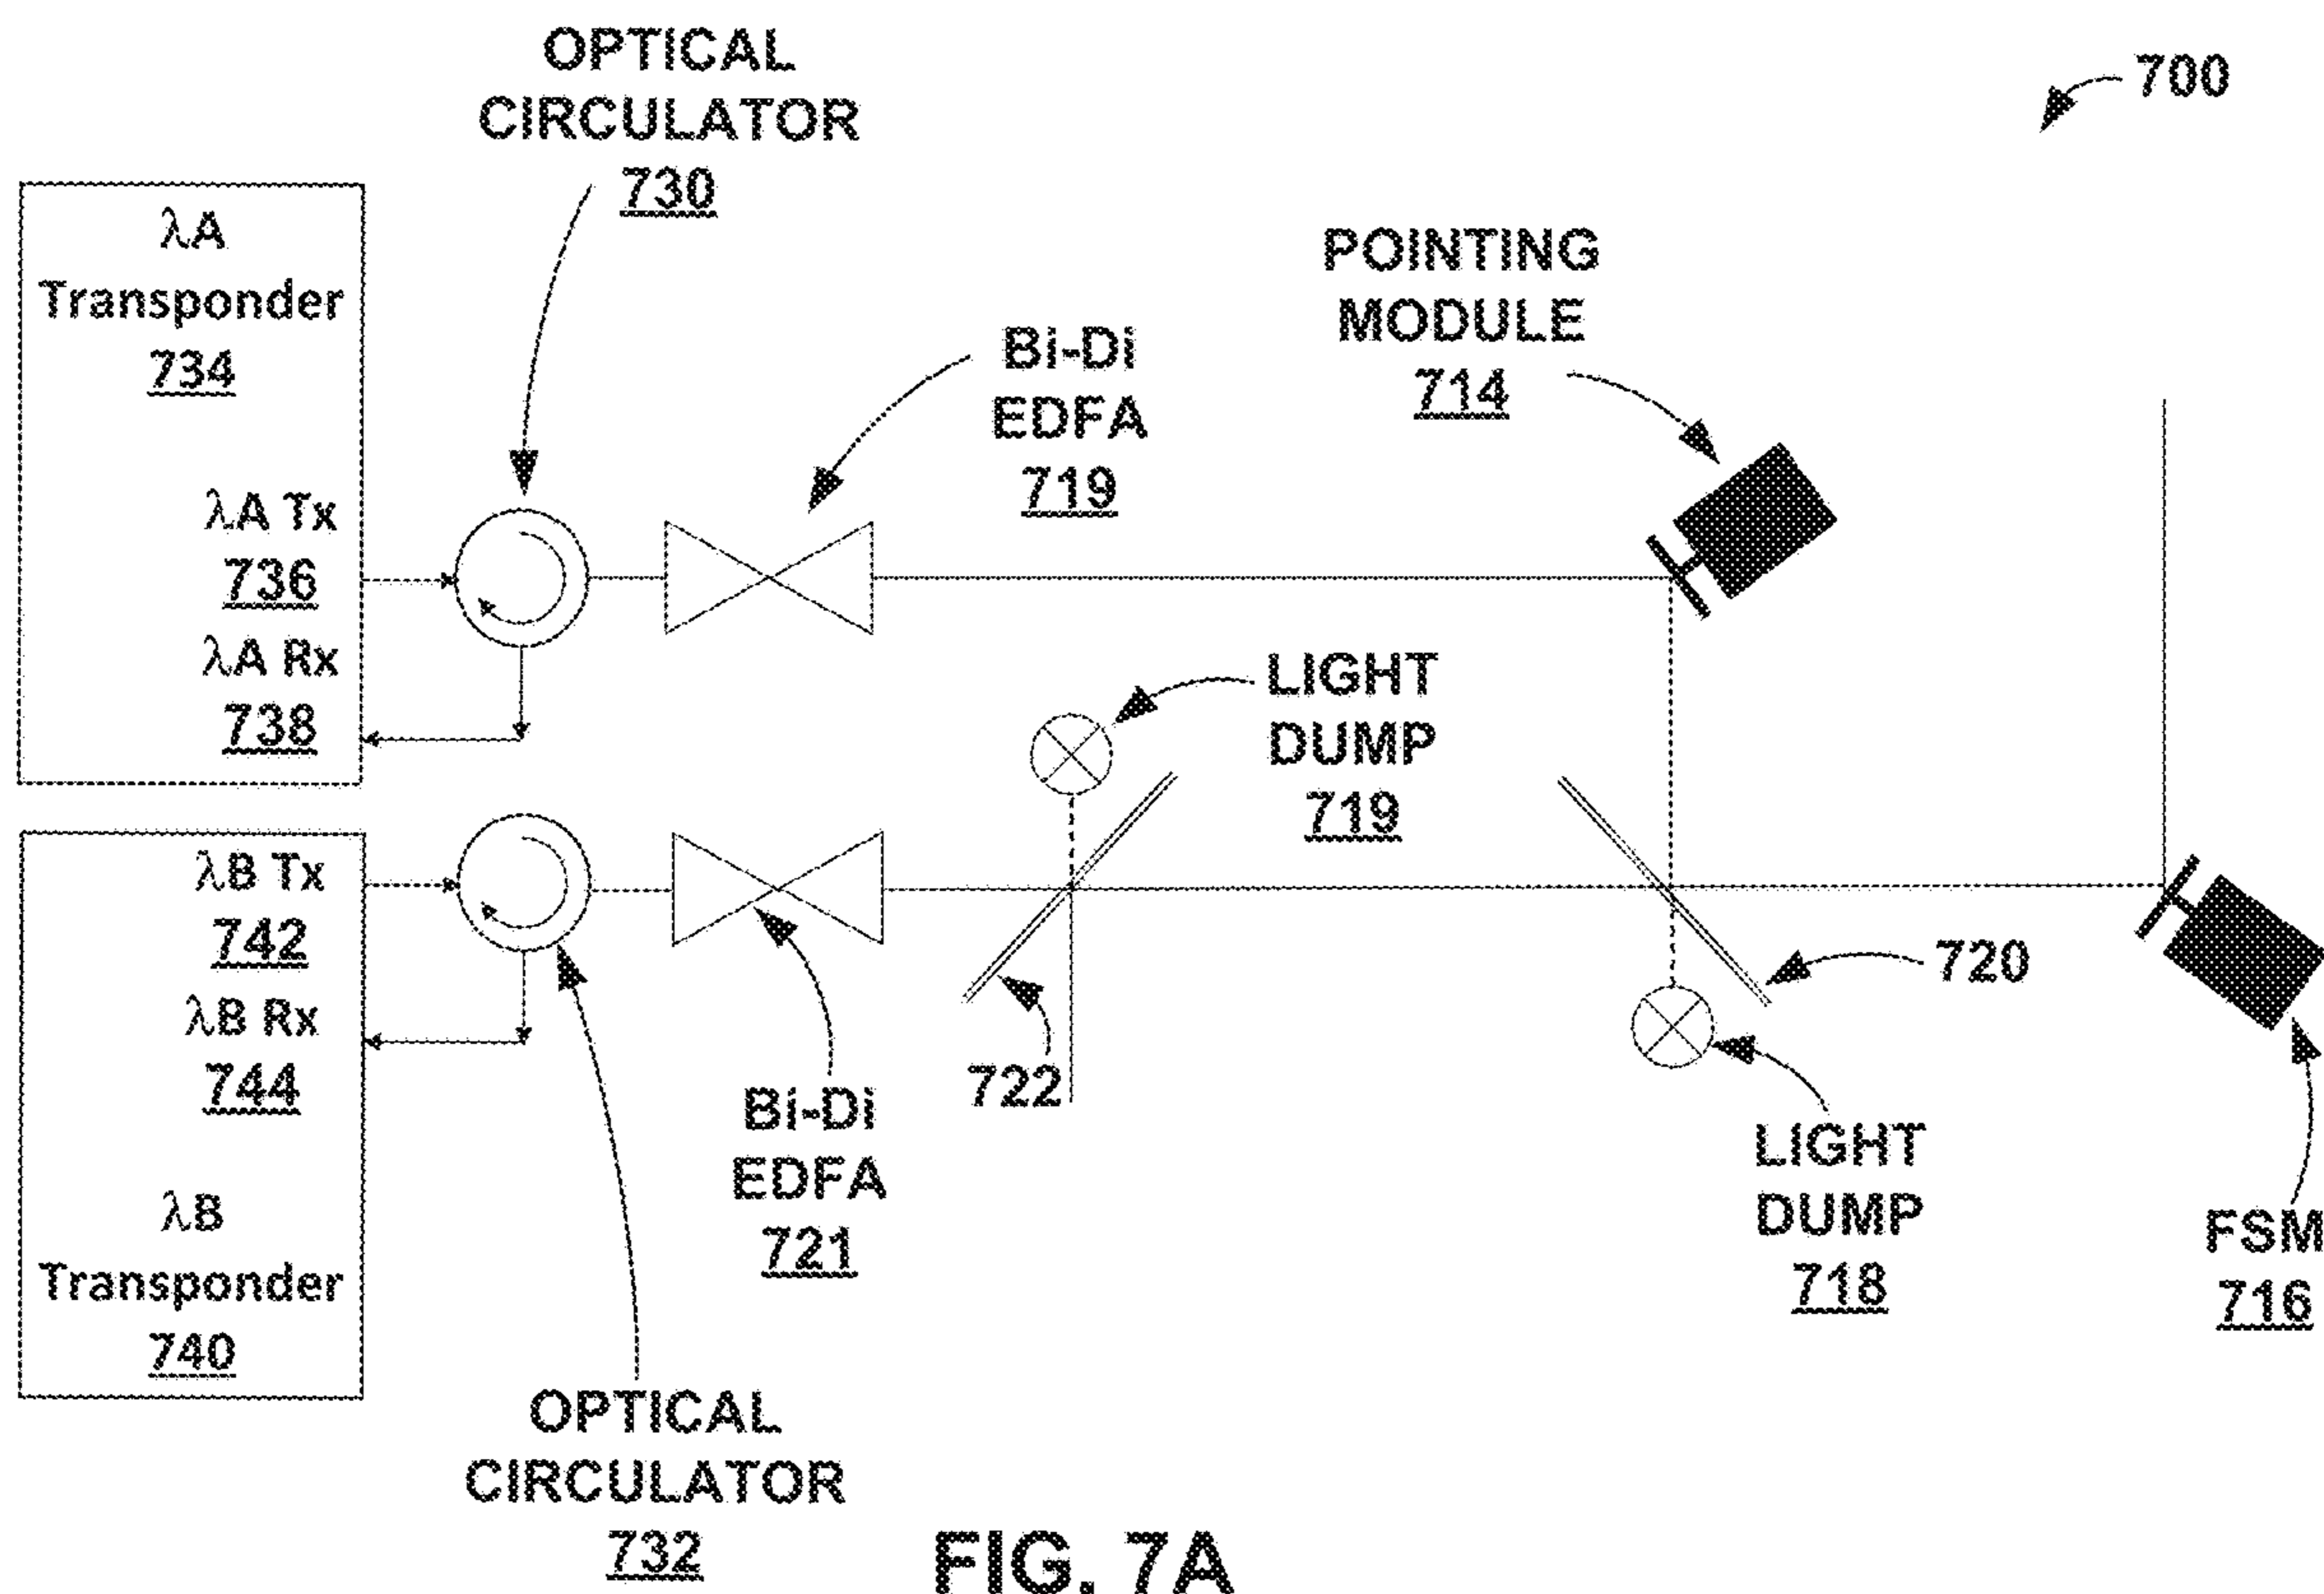 OPTICAL
CIRCULATOR
730
700
λA
Transponder
734
POINTING
MODULE
714
Bi-Di
EDFA
719
λA Tx
736
λA Rx
738
LIGHT
DUMP
719
λB Tx
742
λB Rx
744
720
722
Bi-Di
EDFA
721
LIGHT
DUMP
718
FSM
716
λB
Transponder
740
OPTICAL
CIRCULATOR
732
FIG. 7A